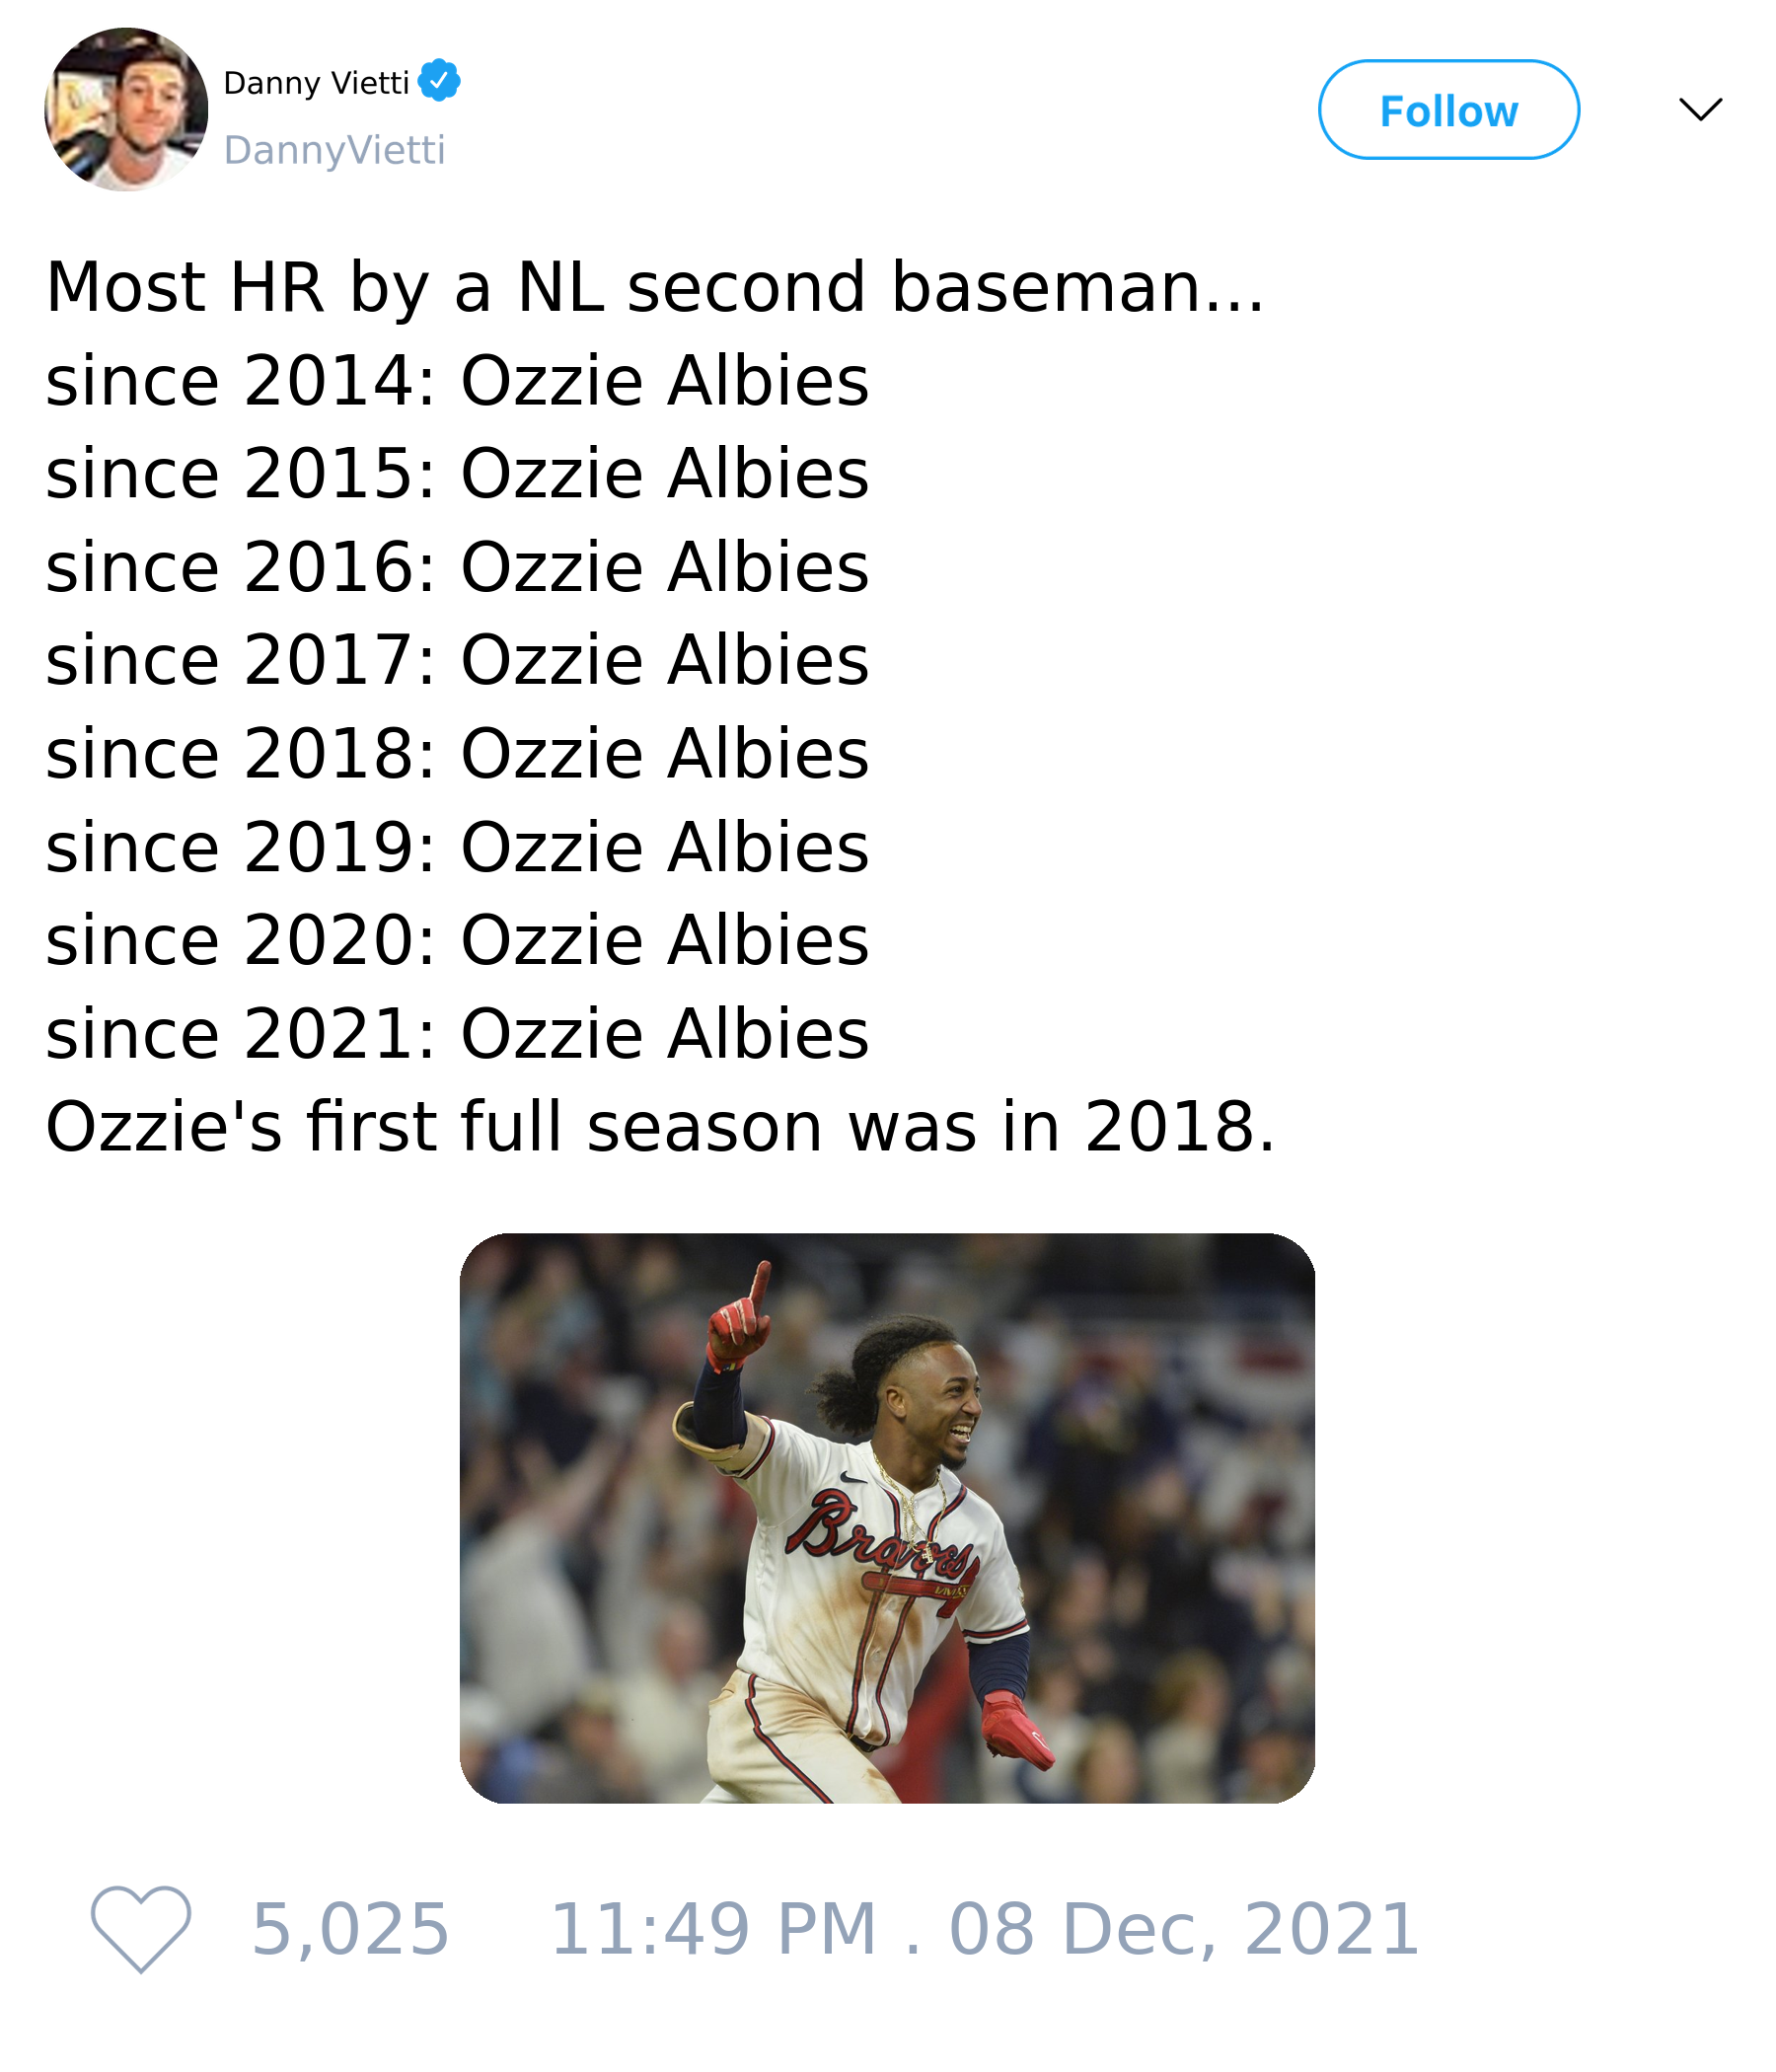 Danny Vietti
DannyVietti
Follow
Most HR by a NL second baseman...
since 2014: Ozzie Albies
since 2015: Ozzie Albies
since 2016: Ozzie Albies
since 2017: Ozzie Albies
since 2018: Ozzie Albies
since 2019: Ozzie Albies
since 2020: Ozzie Albies
since 2021: Ozzie Albies
Ozzie's first full season was in 2018.
Braves
5,025 11:49 PM . 08 Dec, 2021